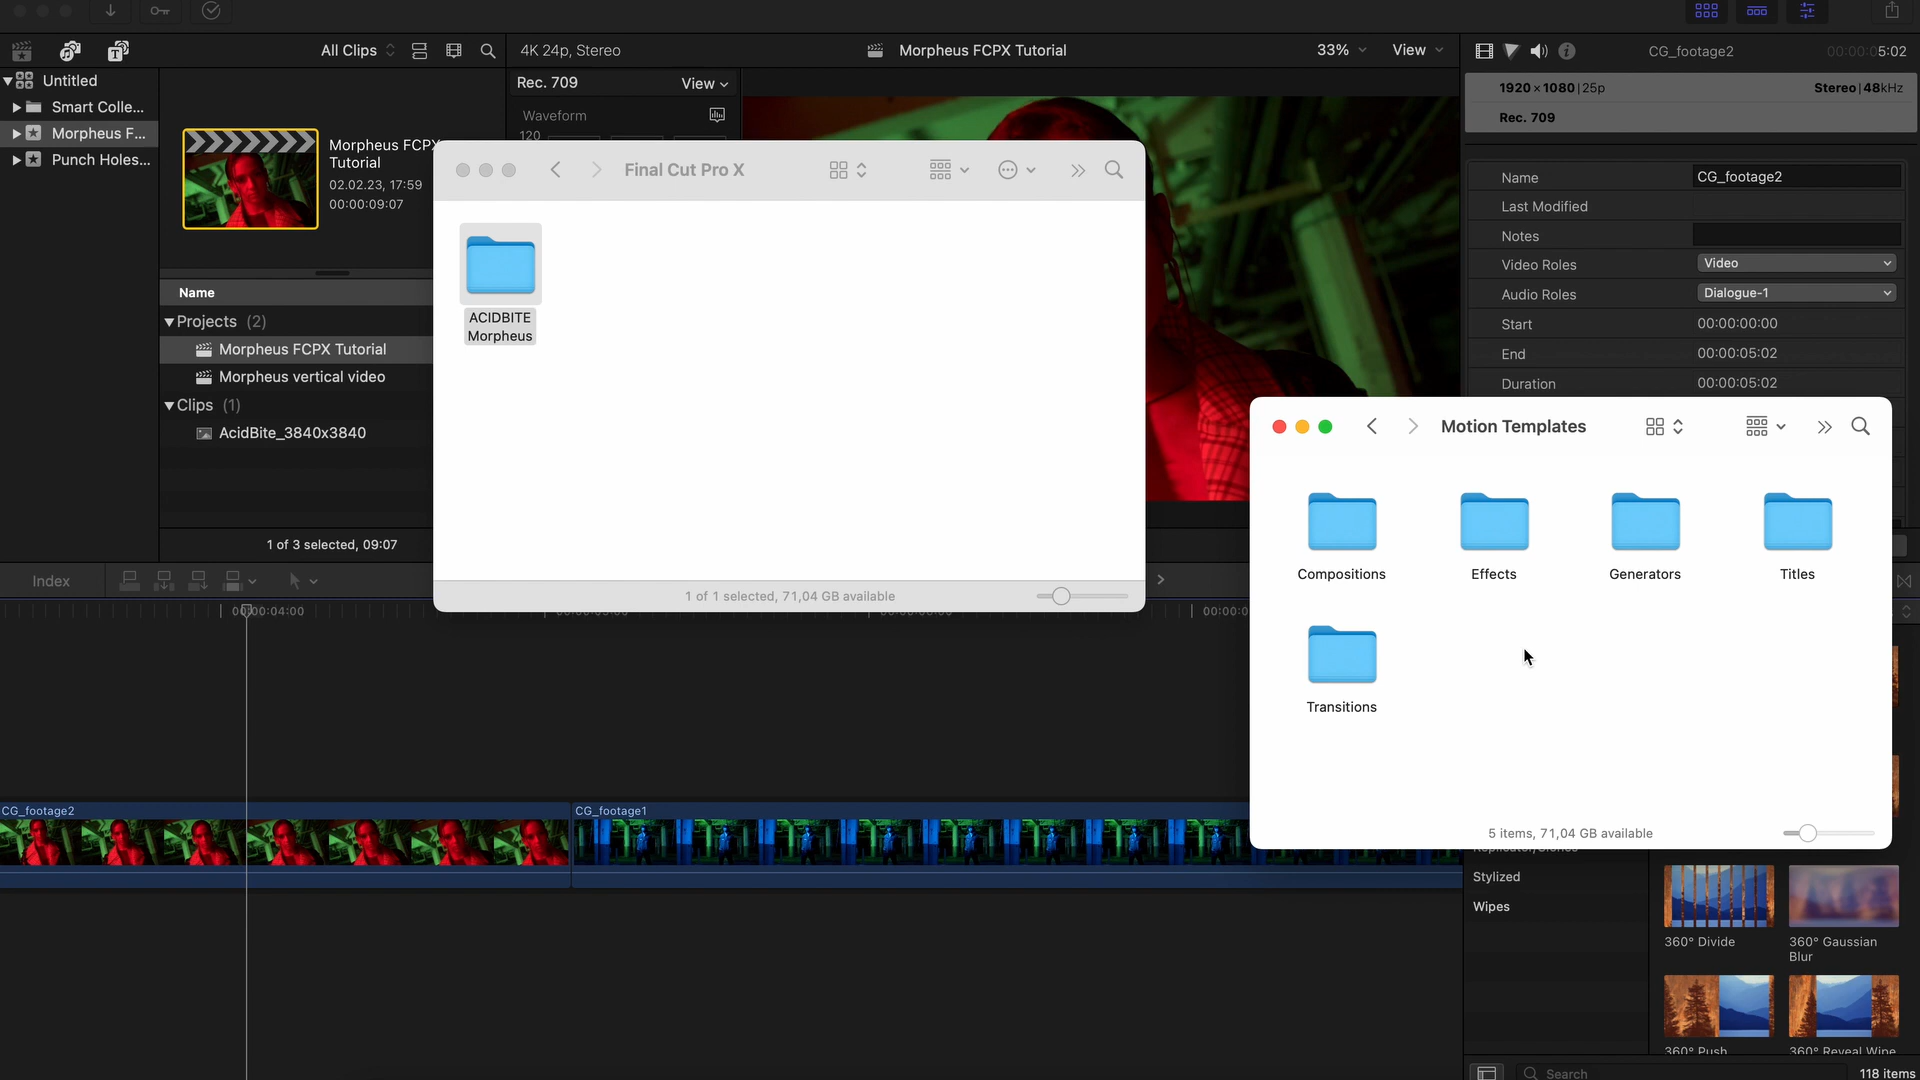 All Clips
4K 24p, Stereo
Morpheus FCPX Tutorial
33%
View
CG_footage2
00:00:05:02
Untitled
Smart Colle...
Morpheus F...
Punch Holes...
Morpheus FCPX
Tutorial
02.02.23, 17:59
00:00:09:07
Rec. 709
View
Waveform
120
1920 × 1080 | 25p
Stereo | 48kHz
Rec. 709
Final Cut Pro X
ACIDBITE
Morpheus
1 of 1 selected, 71,04 GB available
Name
Projects (2)
Morpheus FCPX Tutorial
Morpheus vertical video
Clips (1)
AcidBite_3840x3840
1 of 3 selected, 09:07
Name
CG_footage2
Last Modified
Notes
Video Roles
Video
Audio Roles
Dialogue-1
Start
00:00:00:00
End
00:00:05:02
Duration
00:00:05:02
Motion Templates
Compositions
Effects
Generators
Titles
Transitions
5 items, 71,04 GB available
Index
00:00:04:00
00:00:0
CG_footage2
CG_footage1
Stylized
Wipes
360° Divide
360° Gaussian
Blur
360° Push
360° Reveal Wipe
Search
118 items